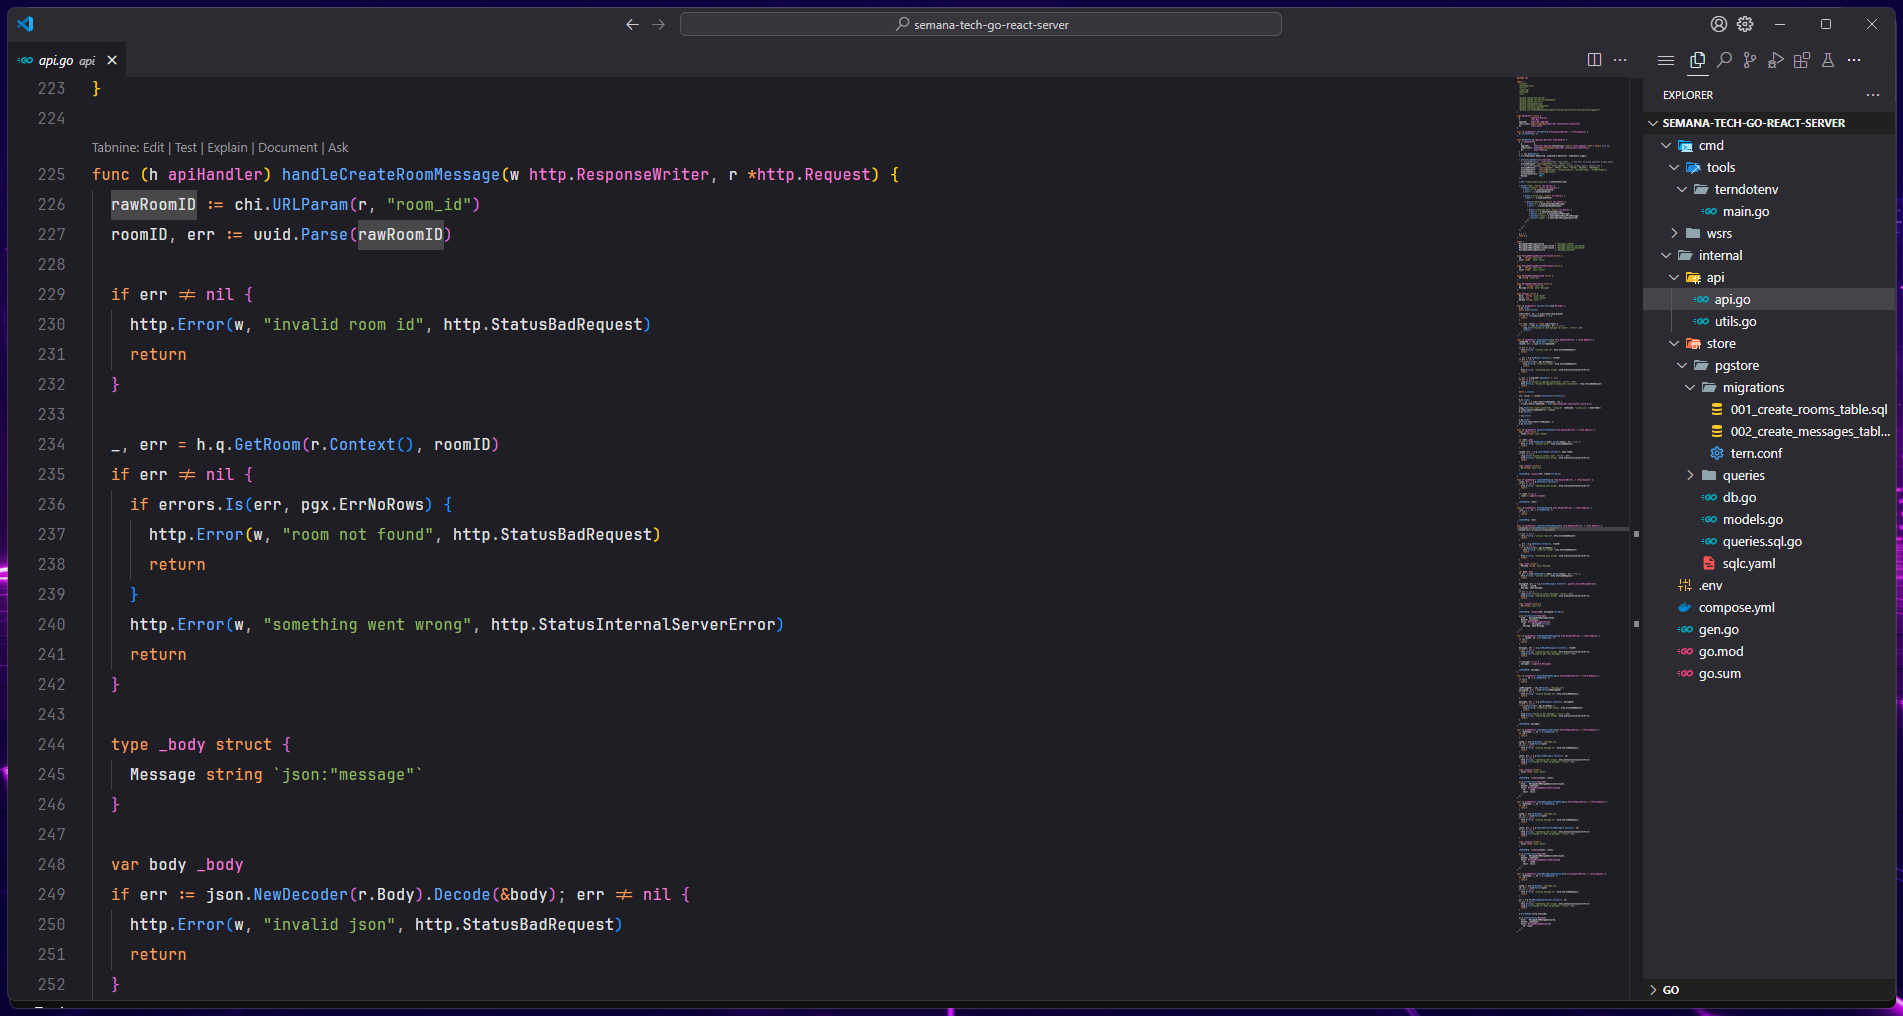 semana-tech-go-react-server
api.go api
223 }
224
Tabnine: Edit | Test | Explain | Document | Ask
225 func (h apiHandler) handleCreateRoomMessage(w http.ResponseWriter, r *http.Request) {
226 rawRoomID := chi.URLParam(r, "room_id")
227 roomID, err := uuid.Parse(rawRoomID)
228
229 if err != nil {
230 http.Error(w, "invalid room id", http.StatusBadRequest)
231 return
232 }
233
234 _, err = h.q.GetRoom(r.Context(), roomID)
235 if err != nil {
236 if errors.Is(err, pgx.ErrNoRows) {
237 http.Error(w, "room not found", http.StatusBadRequest)
238 return
239 }
240 http.Error(w, "something went wrong", http.StatusInternalServerError)
241 return
242 }
243
244 type _body struct {
245 Message string `json:"message"`
246 }
247
248 var body _body
249 if err := json.NewDecoder(r.Body).Decode(&body); err != nil {
250 http.Error(w, "invalid json", http.StatusBadRequest)
251 return
252 }
EXPLORER
SEMANA-TECH-GO-REACT-SERVER
cmd
tools
terndotenv
main.go
wsrs
internal
api
api.go
utils.go
store
pgstore
migrations
001_create_rooms_table.sql
002_create_messages_tabl...
tern.conf
queries
db.go
models.go
queries.sql.go
sqlc.yaml
.env
compose.yml
gen.go
go.mod
go.sum
GO